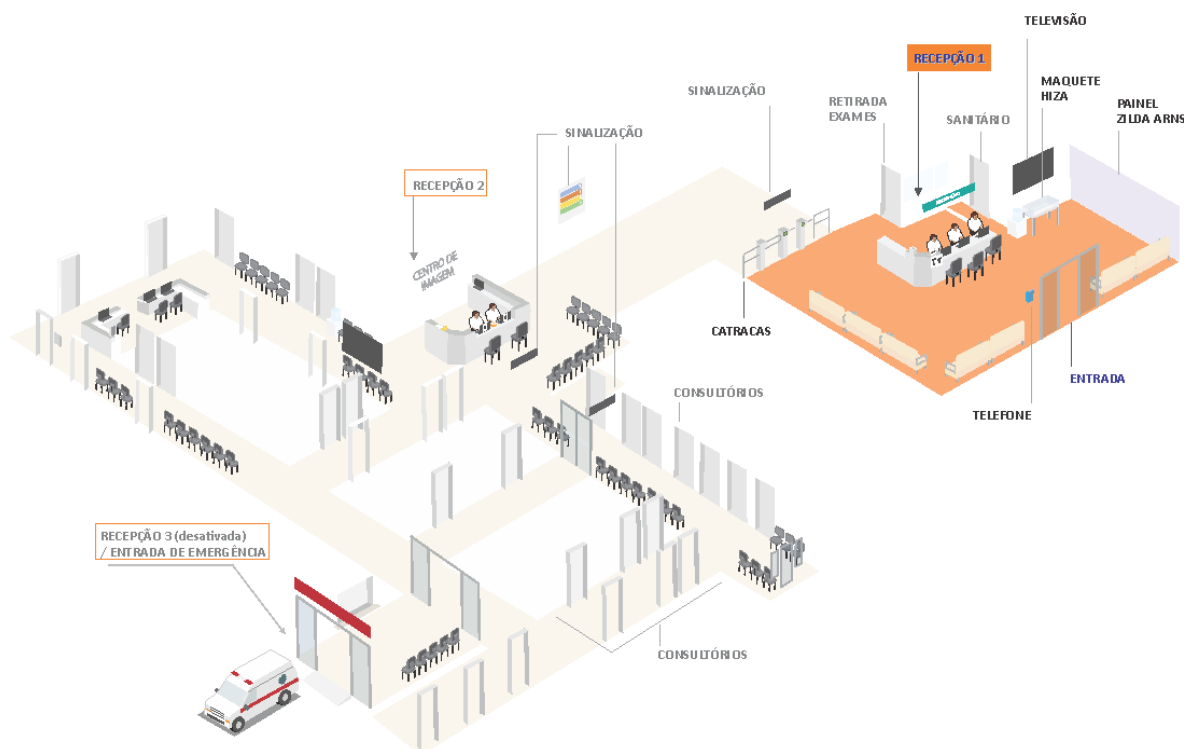 TELEVISÃO
RECEPÇÃO 1
MAQUETE
HIZA
PAINEL
ZILDA ARNS
SINALIZAÇÃO
RETIRADA
EXAMES
SANITÁRIO
SINALIZAÇÃO
RECEPÇÃO 2
CENTRO DE
IMAGEM
CATRACAS
ENTRADA
TELEFONE
CONSULTÓRIOS
RECEPÇÃO 3 (desativada)
/ ENTRADA DE EMERGÊNCIA
CONSULTÓRIOS